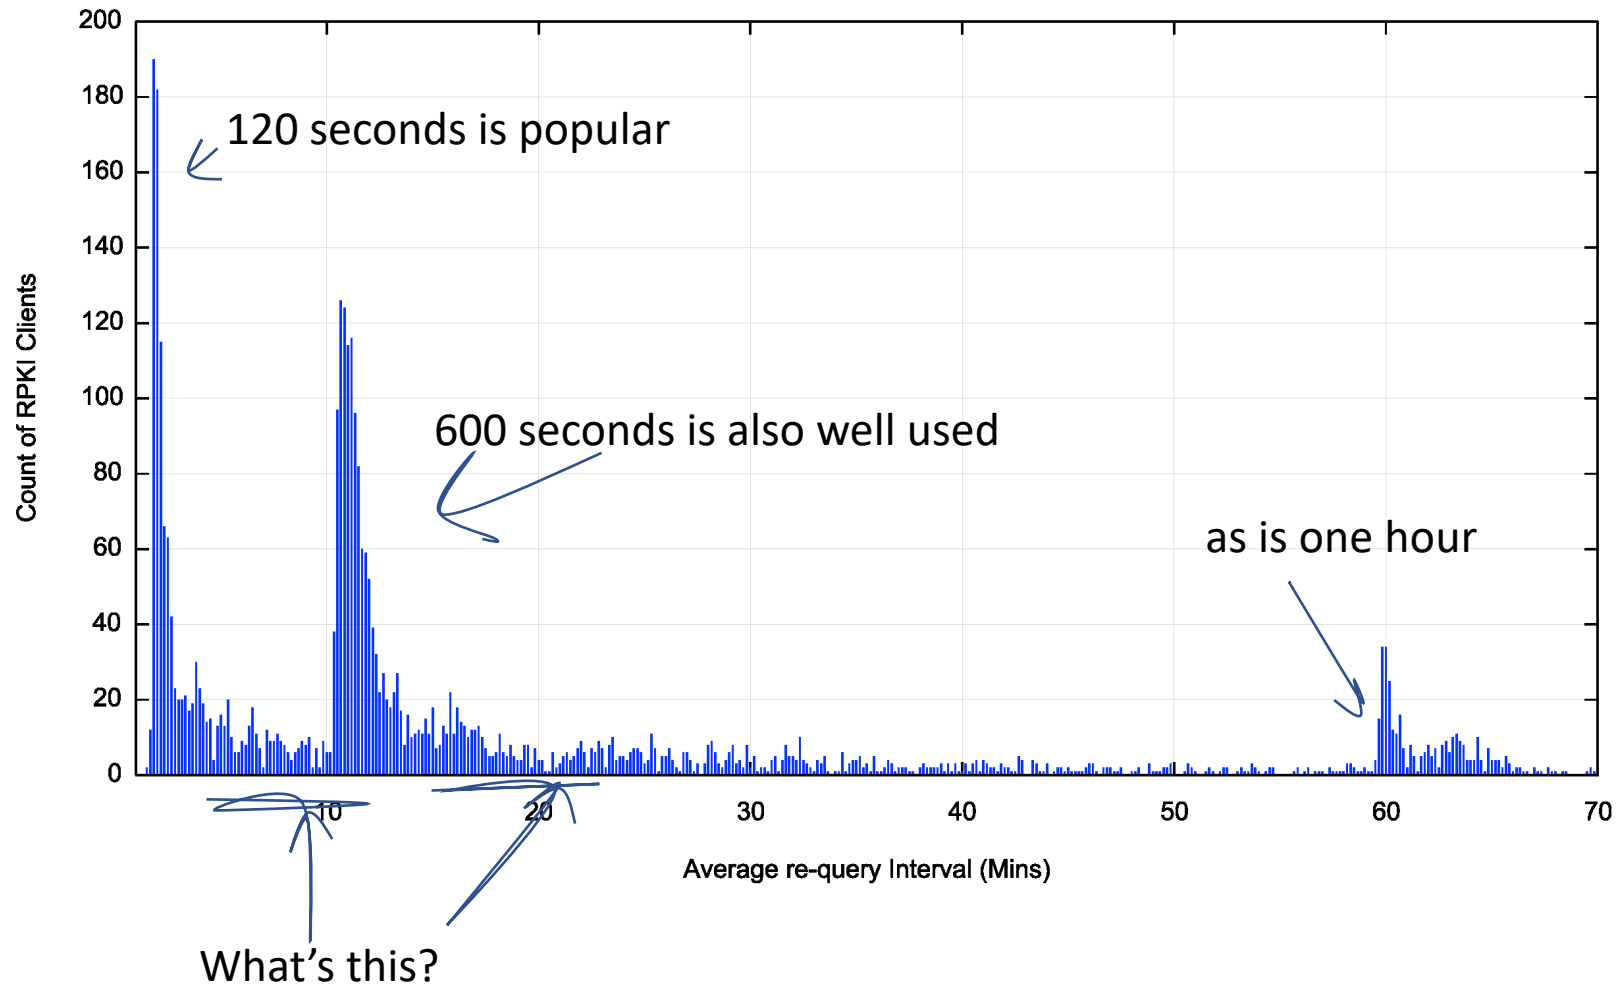 200
180
160
140
120
100
80
60
40
20
0
Count of RPKI Clients
120 seconds is popular
600 seconds is also well used
as is one hour
10 20 30 40 50 60 70
Average re-query Interval (Mins)
What's this?